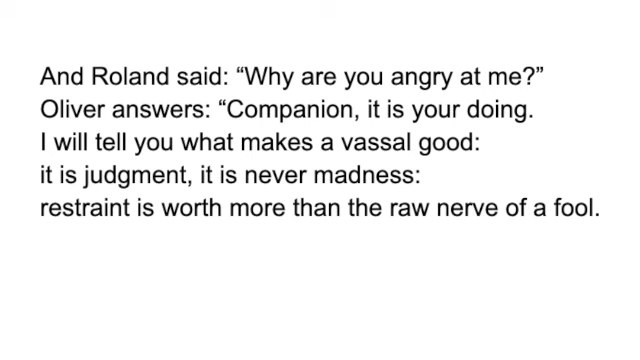 And Roland said: “Why are you angry at me?”
Oliver answers: “Companion, it is your doing.
I will tell you what makes a vassal good:
it is judgment, it is never madness:
restraint is worth more than the raw nerve of a fool.